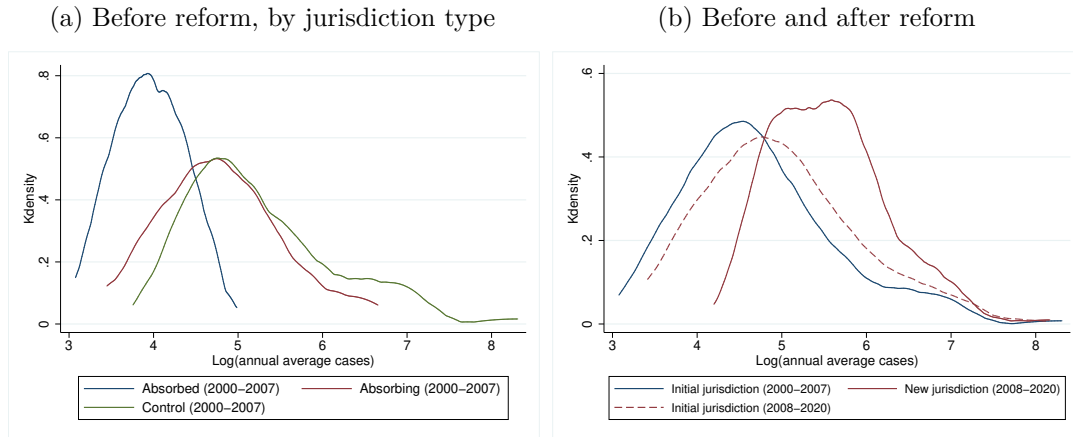 (a) Before reform, by jurisdiction type
Kdensity
.8
.6
.4
.2
0
3 4 5 6 7 8
Log(annual average cases)
Absorbed (2000−2007) Absorbing (2000−2007)
Control (2000−2007)
(b) Before and after reform
Kdensity
.6
.4
.2
0
3 4 5 6 7 8
Log(annual average cases)
Initial jurisdiction (2000−2007) New jurisdiction (2008−2020)
Initial jurisdiction (2008−2020)